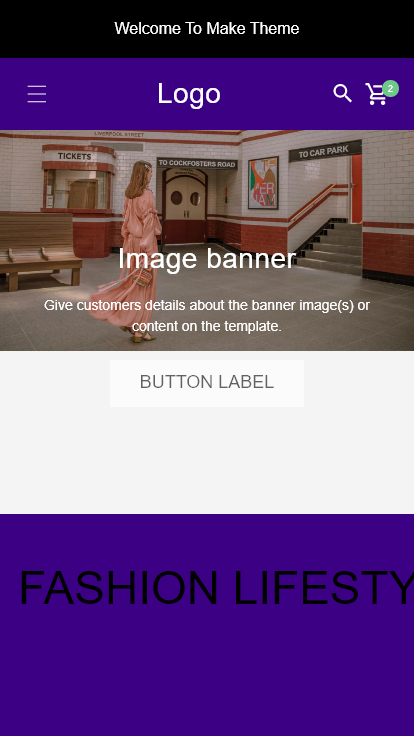 Welcome To Make Theme
Logo
2
LIVERPOOL STREET
TICKETS
TO COCKFOSTERS ROAD
TO CAR PARK
Image banner
Give customers details about the banner image(s) or
content on the template.
BUTTON LABEL
FASHION LIFESTY